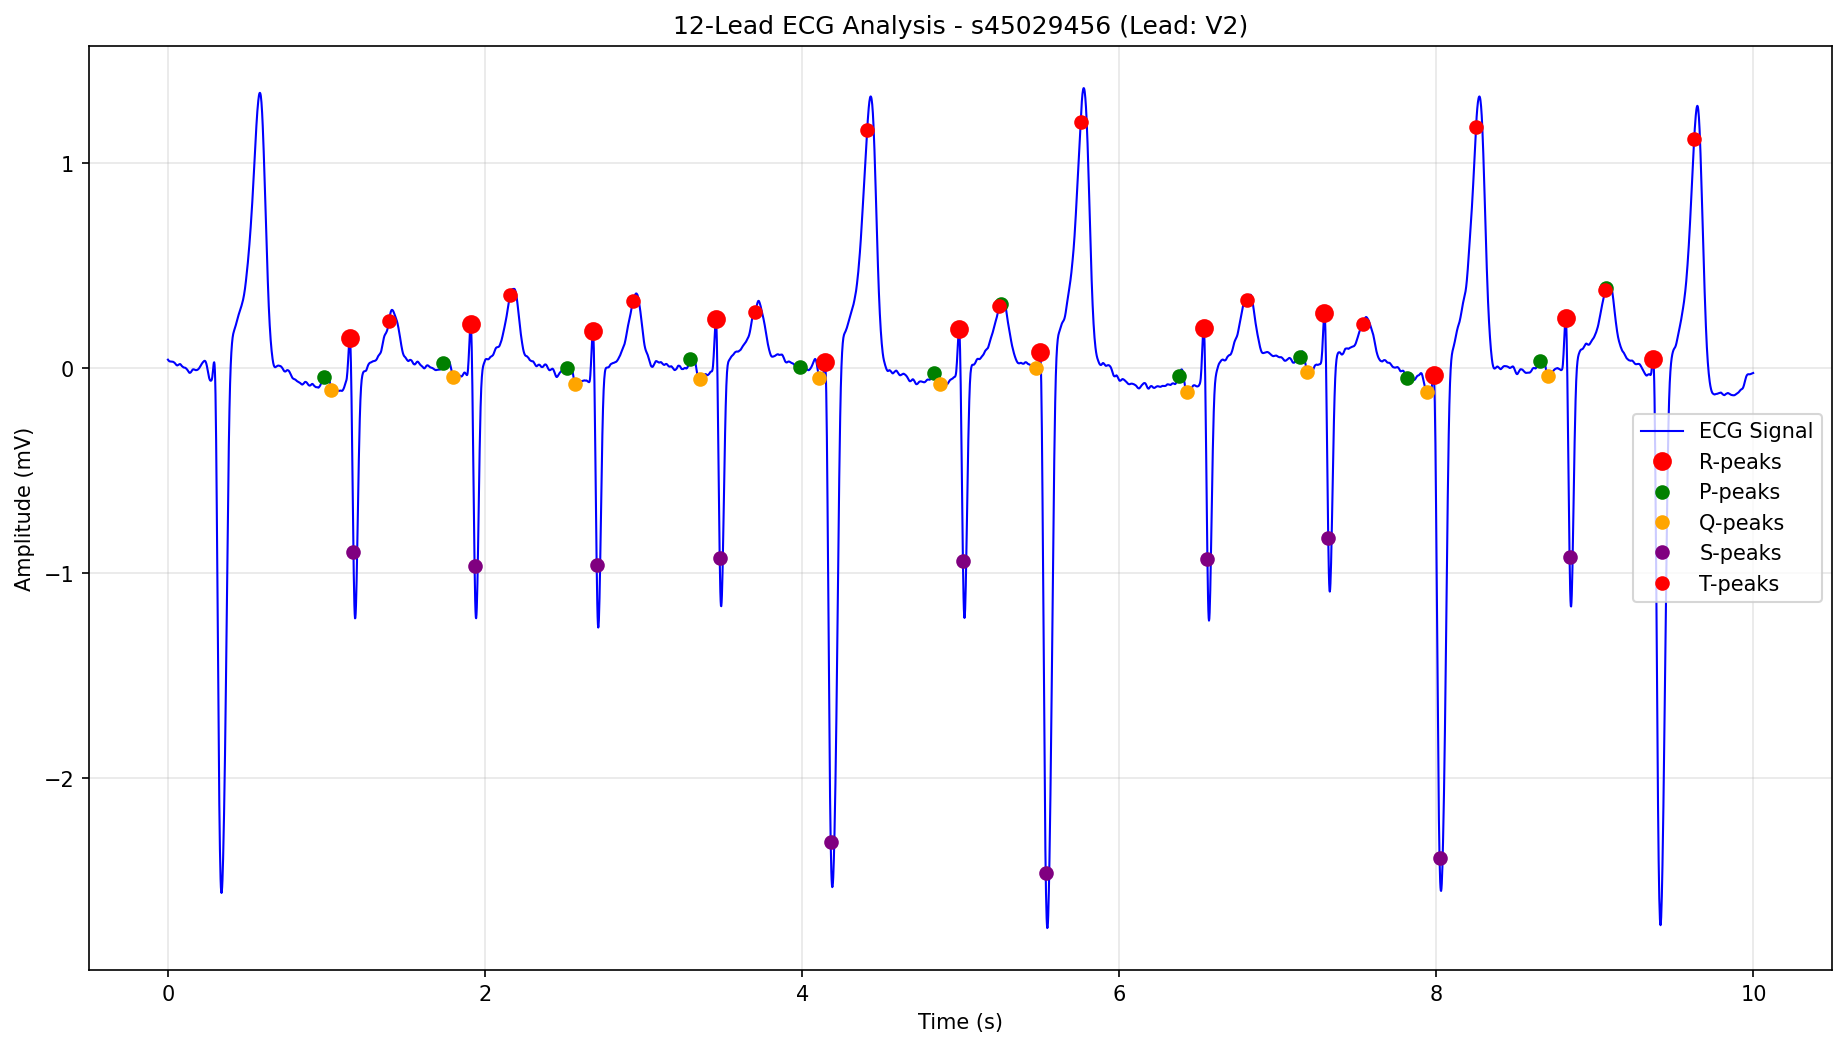 12-Lead ECG Analysis - s45029456 (Lead: V2)
Amplitude (mV)
1
0
−1
−2
0
2
4
6
8
10
Time (s)
ECG Signal
R-peaks
P-peaks
Q-peaks
S-peaks
T-peaks